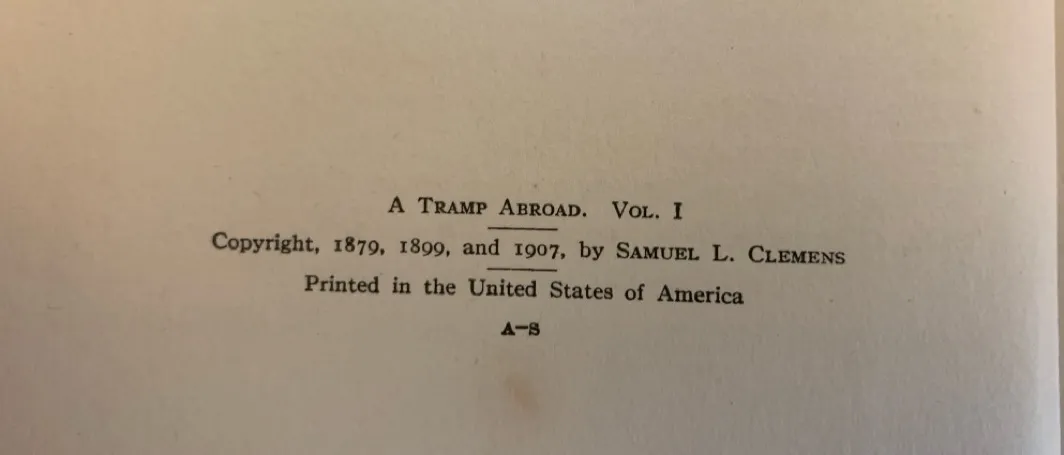 A Tramp Abroad. Vol. I
Copyright, 1879, 1899, and 1907, by Samuel L. Clemens
Printed in the United States of America
A-S